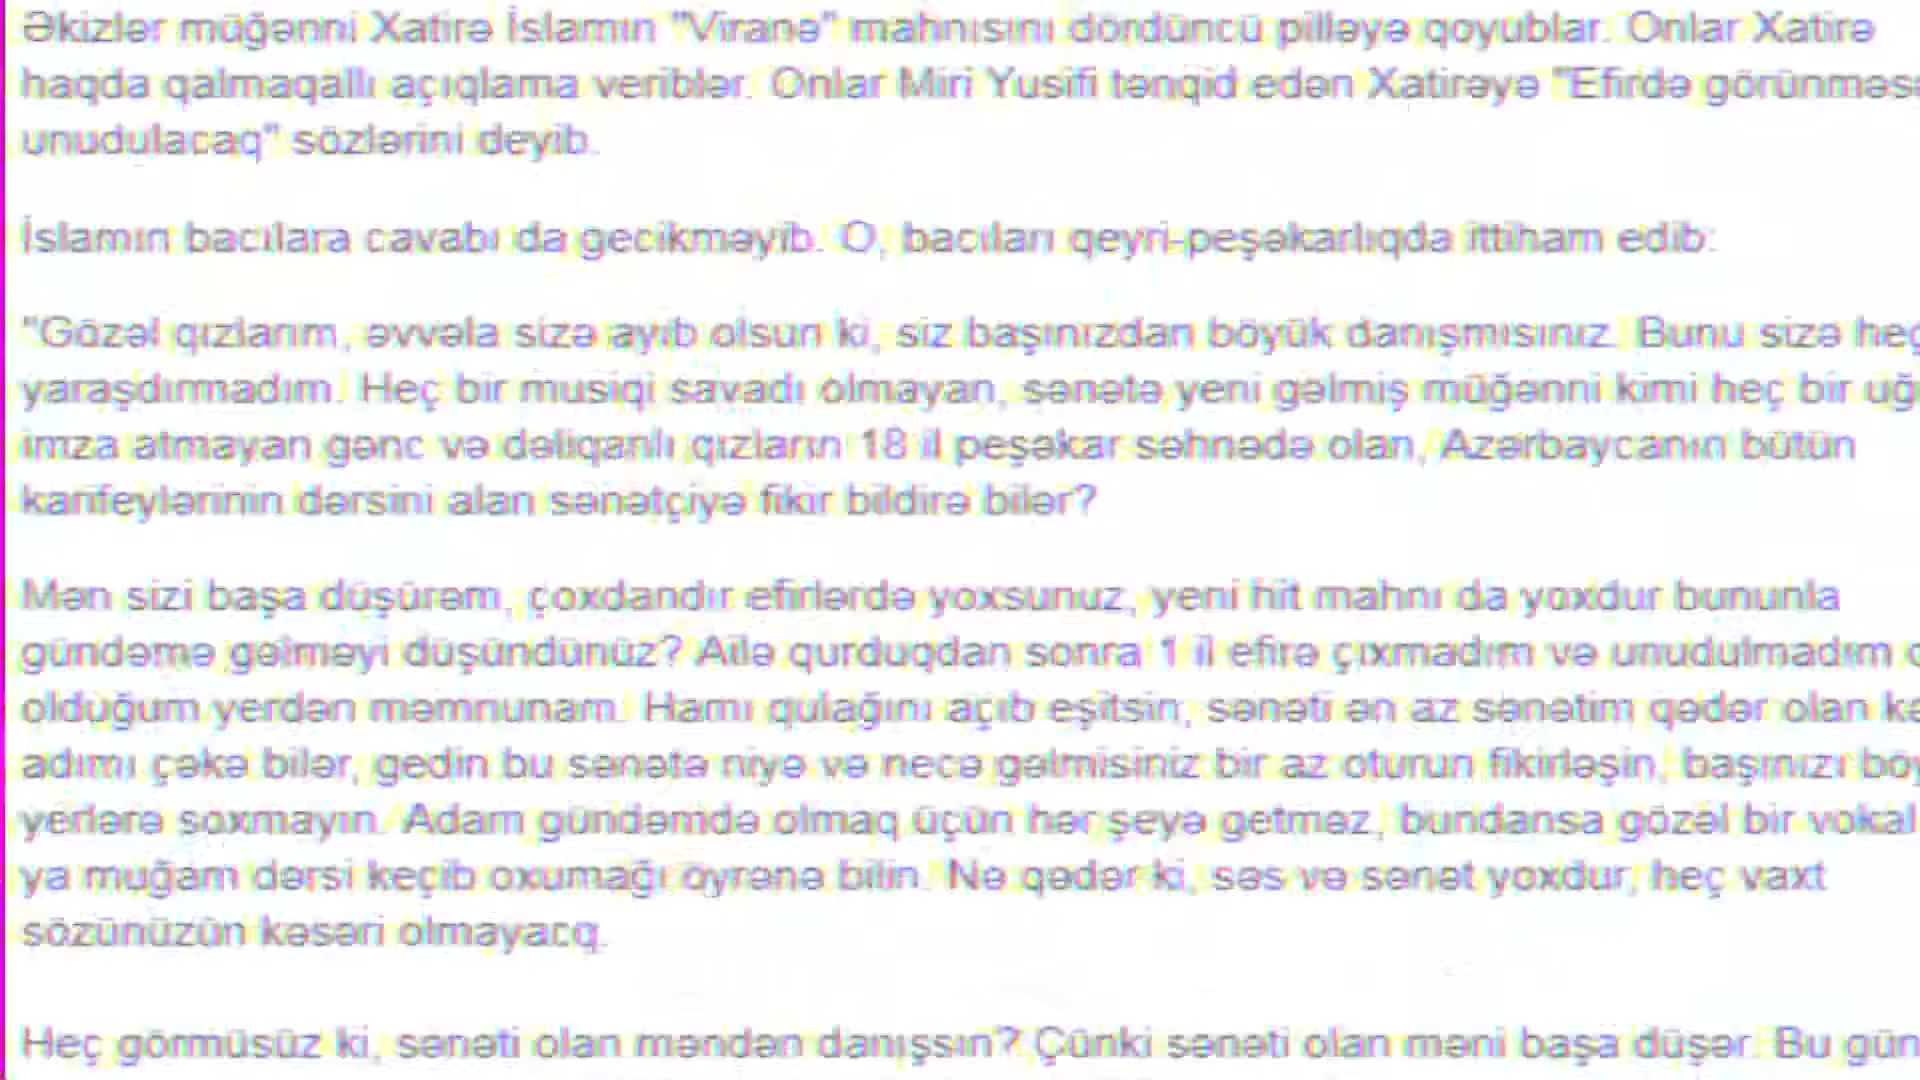 Əkizlər müğənni Xatirə İslamın "Viranə" mahnısını dördüncü pilləyə qoyublar. Onlar Xatirə
haqda qalmaqallı açıqlama veriblər. Onlar Miri Yusifi tənqid edən Xatirəyə "Efirdə
unudulacaq" sözlərini deyib.
İslamın bacılara cavabı da gecikməyib. O, bacıları qeyri-peşəkarlıqda ittiham edib:
"Gözəl qızlarım, əvvəla sizə ayıb olsun ki, siz başınızdan böyük danışmısınız. Bunu sizə
yaraşdırmadım. Heç bir musiqi savadı olmayan, sənətə yeni gəlmiş müğənni kimi heç bir
imza atmayan gənc və dəliqanlı qızların 18 il peşəkar səhnədə olan, Azərbaycanın bütün
karifeylərinin dərsini alan sənətçiyə fikir bildirə bilər?
Mən sizi başa düşürəm, çoxdandır efirlərdə yoxsunuz, yeni hit mahnı da yoxdur bununla
gündəmə gəlməyi düşündünüz? Ailə qurduqdan sonra 1 il efirə çıxmadım və unudulmadım
olduğum yerdən məmnunam. Hamı qulağını açıb eşitsin, sənəti ən az sənətim qədər olan
adımı çəkə bilər, gedin bu sənətə niyə və necə gəlmisiniz bir az oturun fikirləşin, başınızı
yerlərə soxmayın. Adam gündəmdə olmaq üçün hər şeyə getməz, bundansa gözəl bir vokal
ya muğam dərsi keçib oxumağı öyrənə bilin. Nə qədər ki, səs və sənət yoxdur, heç vaxt
sözünüzün kəsəri olmayacq.
Heç görmüsüz ki, sənəti olan məndən danışsın? Çünki sənəti olan məni başa düşər. Bu gün